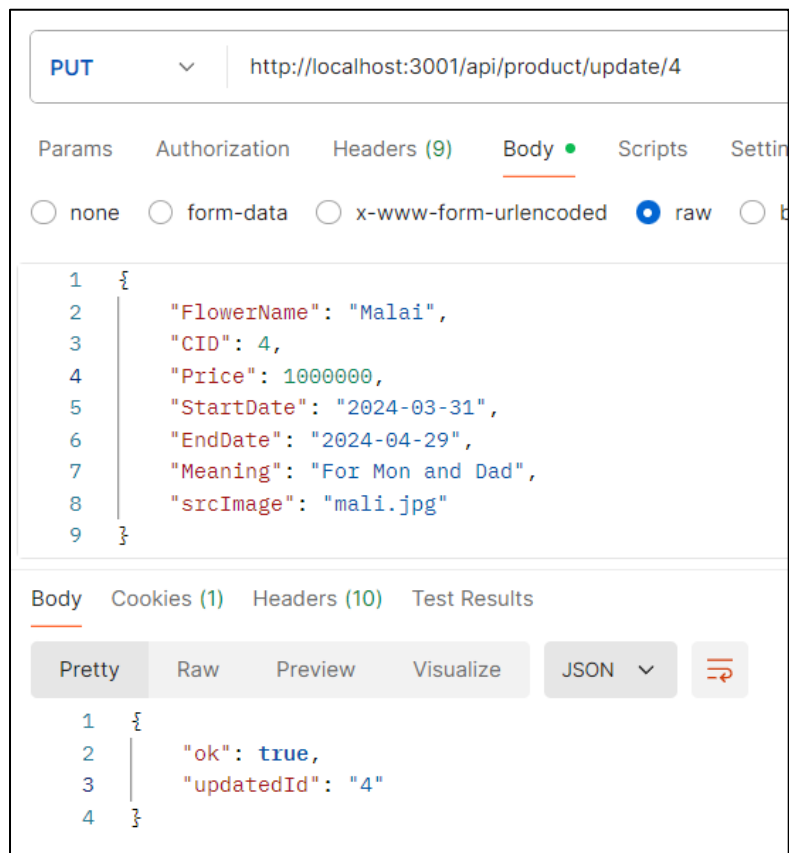 PUT http://localhost:3001/api/product/update/4
Params Authorization Headers (9) Body Scripts Settin
none form-data x-www-form-urlencoded raw b
1 {
2 "FlowerName": "Malai",
3 "CID": 4,
4 "Price": 1000000,
5 "StartDate": "2024-03-31",
6 "EndDate": "2024-04-29",
7 "Meaning": "For Mon and Dad",
8 "srcImage": "mali.jpg"
9 }
Body Cookies (1) Headers (10) Test Results
Pretty Raw Preview Visualize JSON
1 {
2 "ok": true,
3 "updatedId": "4"
4 }